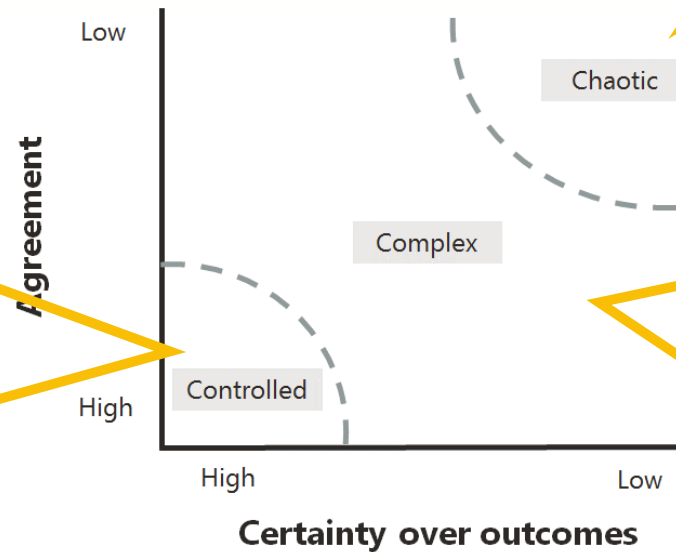 Low
Chaotic
Agreement
Complex
Controlled
High
High
Low
Certainty over outcomes